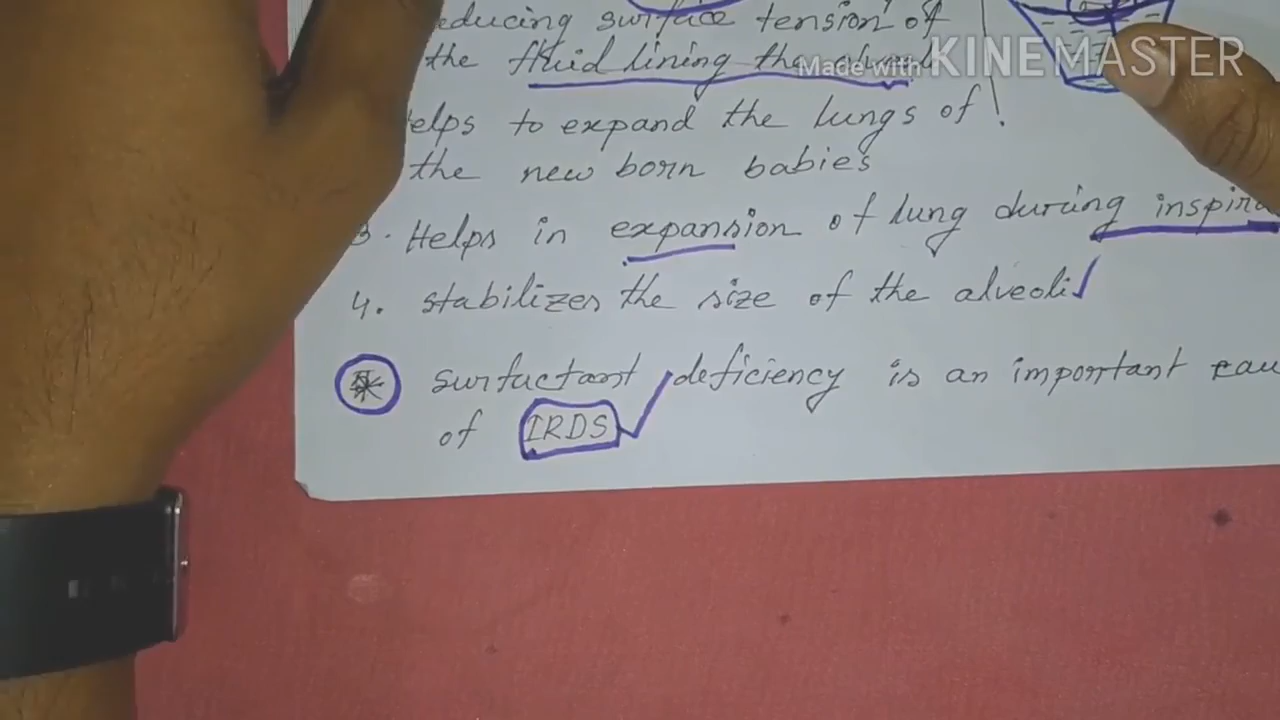 educing surface tension of
the fluid lining the alveoli
Made with KINEMASTER
elps to expand the lungs of
the new born babies
3. Helps in expansion of lung during inspira
4. stabilizes the size of the alveoli
surfactant deficiency is an important cau
of IRDS